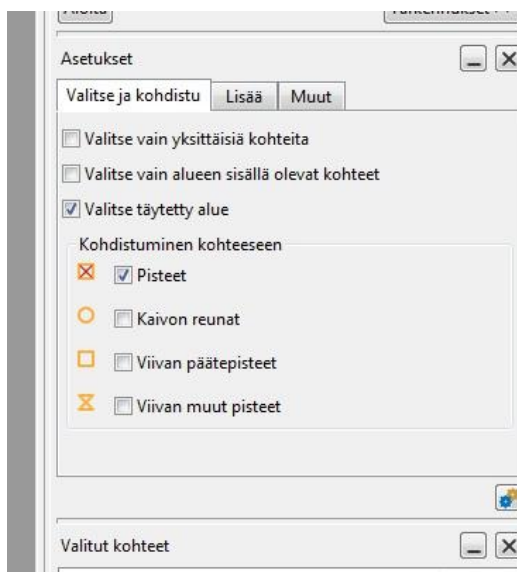 Aloita
Asetukset
Valitse ja kohdistu Lisää Muut
Valitse vain yksittäisiä kohteita
Valitse vain alueen sisällä olevat kohteet
Valitse täytetty alue
Kohdistuminen kohteeseen
Pisteet
Kaivon reunat
Viivan päätepisteet
Viivan muut pisteet
Valitut kohteet